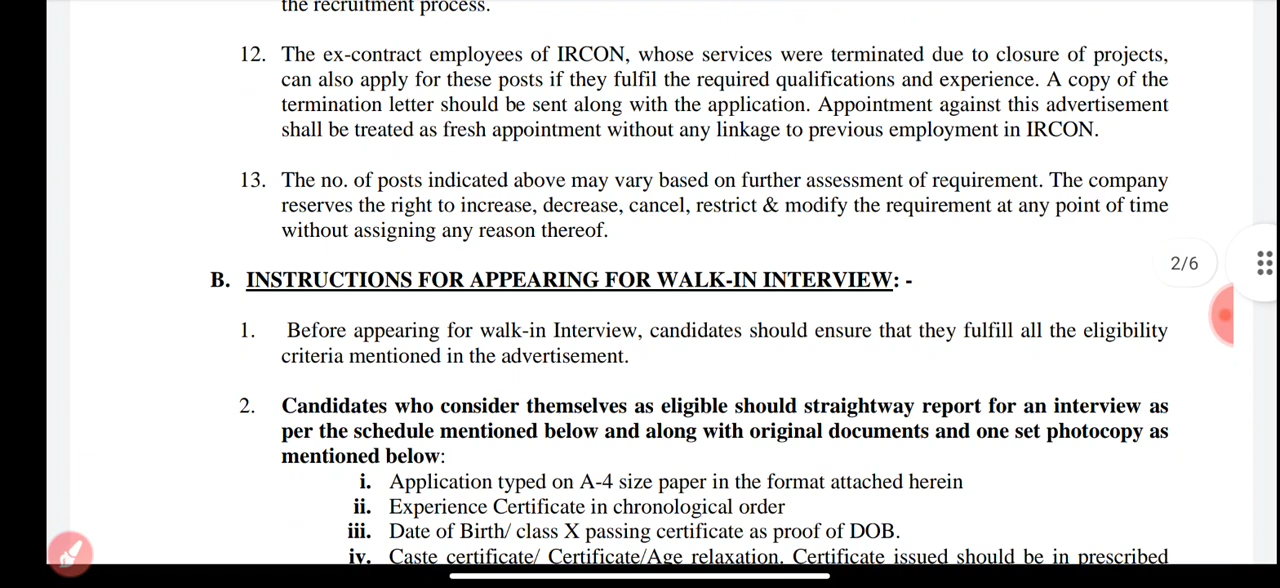 the recruitment process.
12. The ex-contract employees of IRCON, whose services were terminated due to closure of projects,
can also apply for these posts if they fulfil the required qualifications and experience. A copy of the
termination letter should be sent along with the application. Appointment against this advertisement
shall be treated as fresh appointment without any linkage to previous employment in IRCON.
13. The no. of posts indicated above may vary based on further assessment of requirement. The company
reserves the right to increase, decrease, cancel, restrict & modify the requirement at any point of time
without assigning any reason thereof.
2/6
B. INSTRUCTIONS FOR APPEARING FOR WALK-IN INTERVIEW: -
1. Before appearing for walk-in Interview, candidates should ensure that they fulfill all the eligibility
criteria mentioned in the advertisement.
2. Candidates who consider themselves as eligible should straightway report for an interview as
per the schedule mentioned below and along with original documents and one set photocopy as
mentioned below:
i. Application typed on A-4 size paper in the format attached herein
ii. Experience Certificate in chronological order
iii. Date of Birth/ class X passing certificate as proof of DOB.
iv. Caste certificate/ Certificate/Age relaxation. Certificate issued should be in prescribed